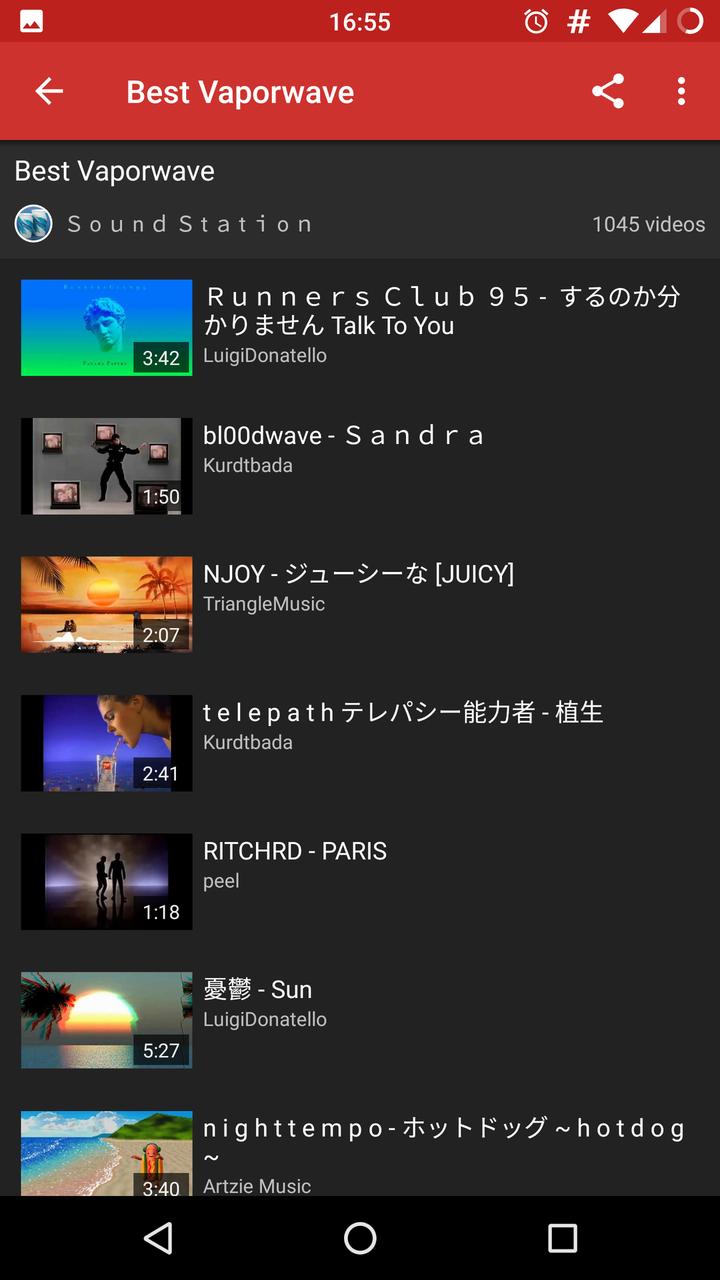 16:55
Best Vaporwave
Best Vaporwave
Ｓｏｕｎｄ Ｓｔａｔｉｏｎ
1045 videos
3:42
Ｒｕｎｎｅｒｓ Ｃｌｕｂ ９５ - するのか分
かりません Talk To You
LuigiDonatello
1:50
bl00dwave - Ｓａｎｄｒａ
Kurdtbada
2:07
NJOY - ジューシーな [JUICY]
TriangleMusic
2:41
t e l e p a t h テレパシー能力者 - 植生
Kurdtbada
1:18
RITCHRD - PARIS
peel
5:27
憂鬱 - Sun
LuigiDonatello
3:40
n i g h t t e m p o - ホットドッグ ~ h o t d o g
~
Artzie Music